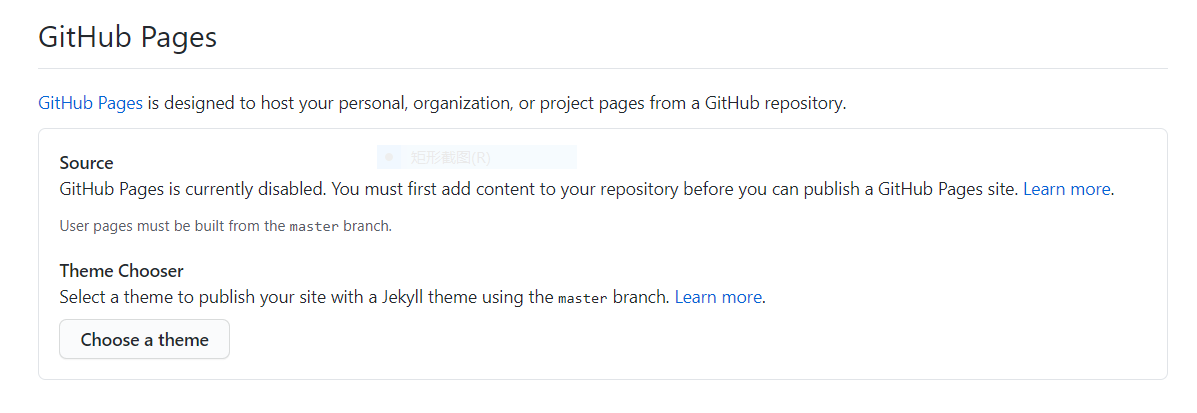 GitHub Pages
GitHub Pages is designed to host your personal, organization, or project pages from a GitHub repository.
矩形截图(R)
Source
GitHub Pages is currently disabled. You must first add content to your repository before you can publish a GitHub Pages site. Learn more.
User pages must be built from the master branch.
Theme Chooser
Select a theme to publish your site with a Jekyll theme using the master branch. Learn more.
Choose a theme